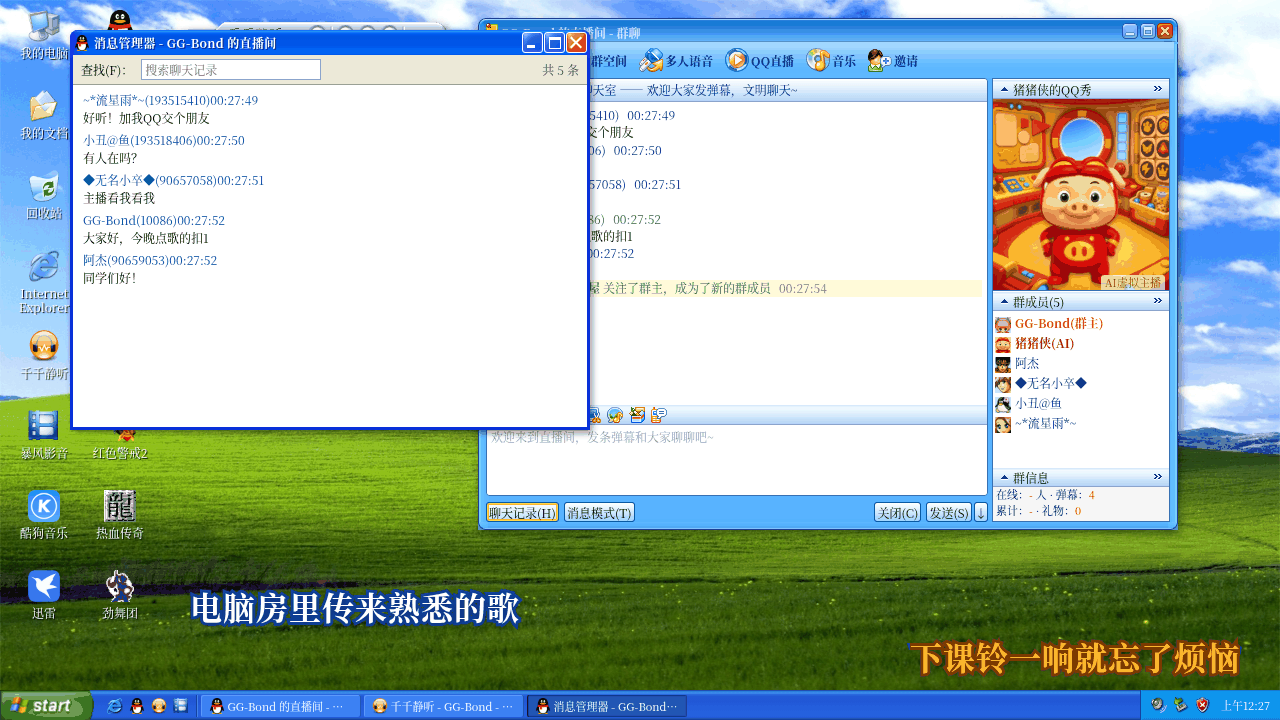 我的电脑
我的文档
回收站
Internet
Explorer
千千静听
暴风影音
红色警戒2
酷狗音乐
热血传奇
迅雷
劲舞团
消息管理器 - GG-Bond 的直播间
查找(F):
搜索聊天记录
共 5 条
~*流星雨*~(193515410)00:27:49
好听！加我QQ交个朋友
小丑@鱼(193518406)00:27:50
有人在吗？
◆无名小卒◆(90657058)00:27:51
主播看我看我
GG-Bond(10086)00:27:52
大家好，今晚点歌的扣1
阿杰(90659053)00:27:52
同学们好！
的直播间 - 群聊
群空间
多人语音
QQ直播
音乐
邀请
天室 —— 欢迎大家发弹幕，文明聊天~
5410) 00:27:49
交个朋友
06) 00:27:50
57058) 00:27:51
86) 00:27:52
歌的扣1
00:27:52
关注了群主，成为了新的群成员 00:27:54
欢迎来到直播间，发条弹幕和大家聊聊吧~
聊天记录(H)
消息模式(T)
关闭(C)
发送(S)
↓
猪猪侠的QQ秀
AI虚拟主播
群成员(5)
GG-Bond(群主)
猪猪侠(AI)
阿杰
◆无名小卒◆
小丑@鱼
~*流星雨*~
群信息
在线: - 人 · 弹幕: 4
累计: - · 礼物: 0
电脑房里传来熟悉的歌
下课铃一响就忘了烦恼
start
GG-Bond 的直播间 - …
千千静听 - GG-Bond - …
消息管理器 - GG-Bond…
上午12:27